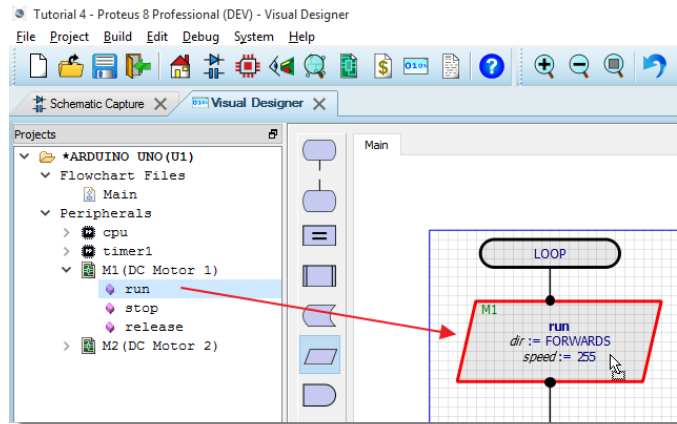 Tutorial 4 - Proteus 8 Professional (DEV) - Visual Designer
File Project Build Edit Debug System Help
Schematic Capture
Visual Designer
Projects
*ARDUINO UNO(U1)
Flowchart Files
Main
Peripherals
cpu
timer1
M1(DC Motor 1)
run
stop
release
M2(DC Motor 2)
Main
LOOP
M1
run
dir := FORWARDS
speed := 255